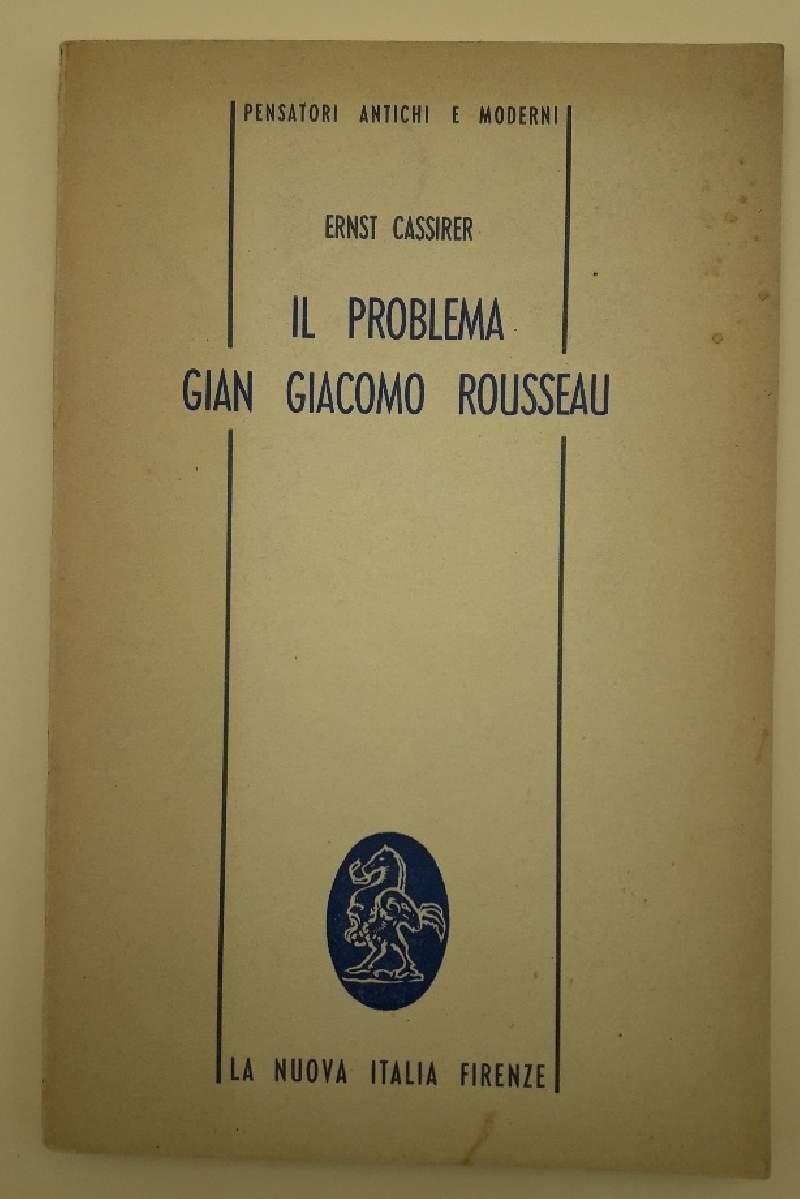 PENSATORI ANTICHI E MODERNI
ERNST CASSIRER
IL PROBLEMA
GIAN GIACOMO ROUSSEAU
LA NUOVA ITALIA FIRENZE